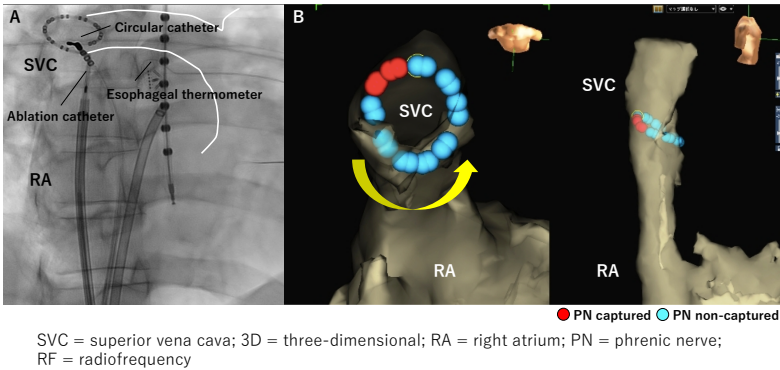 A
Circular catheter
SVC
Esophageal thermometer
Ablation catheter
RA
B
SVC
RA
SVC
RA
PN captured PN non-captured
SVC = superior vena cava; 3D = three-dimensional; RA = right atrium; PN = phrenic nerve;
RF = radiofrequency